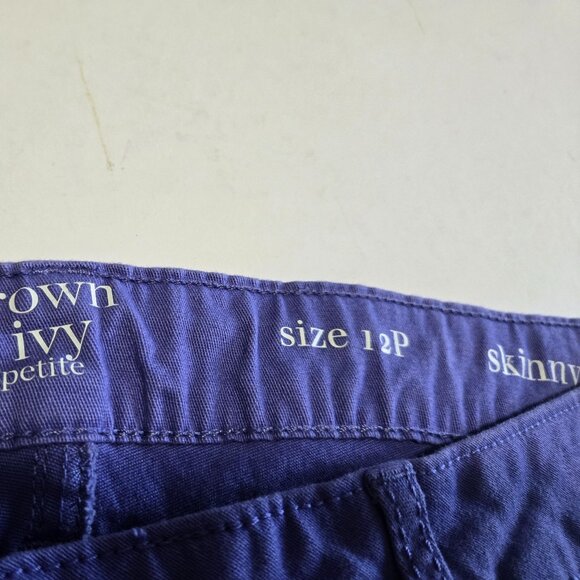 rown
ivy
petite
size 12P
skinny